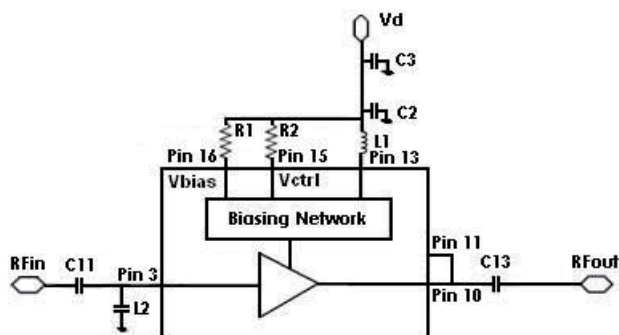 Vd
C3
C2
R1 R2 L1
Pin 16 Pin 15 Pin 13
Vbias Vctrl
Biasing Network
Pin 11
RFin C11 Pin 3 C13 RFout
Pin 10
L2